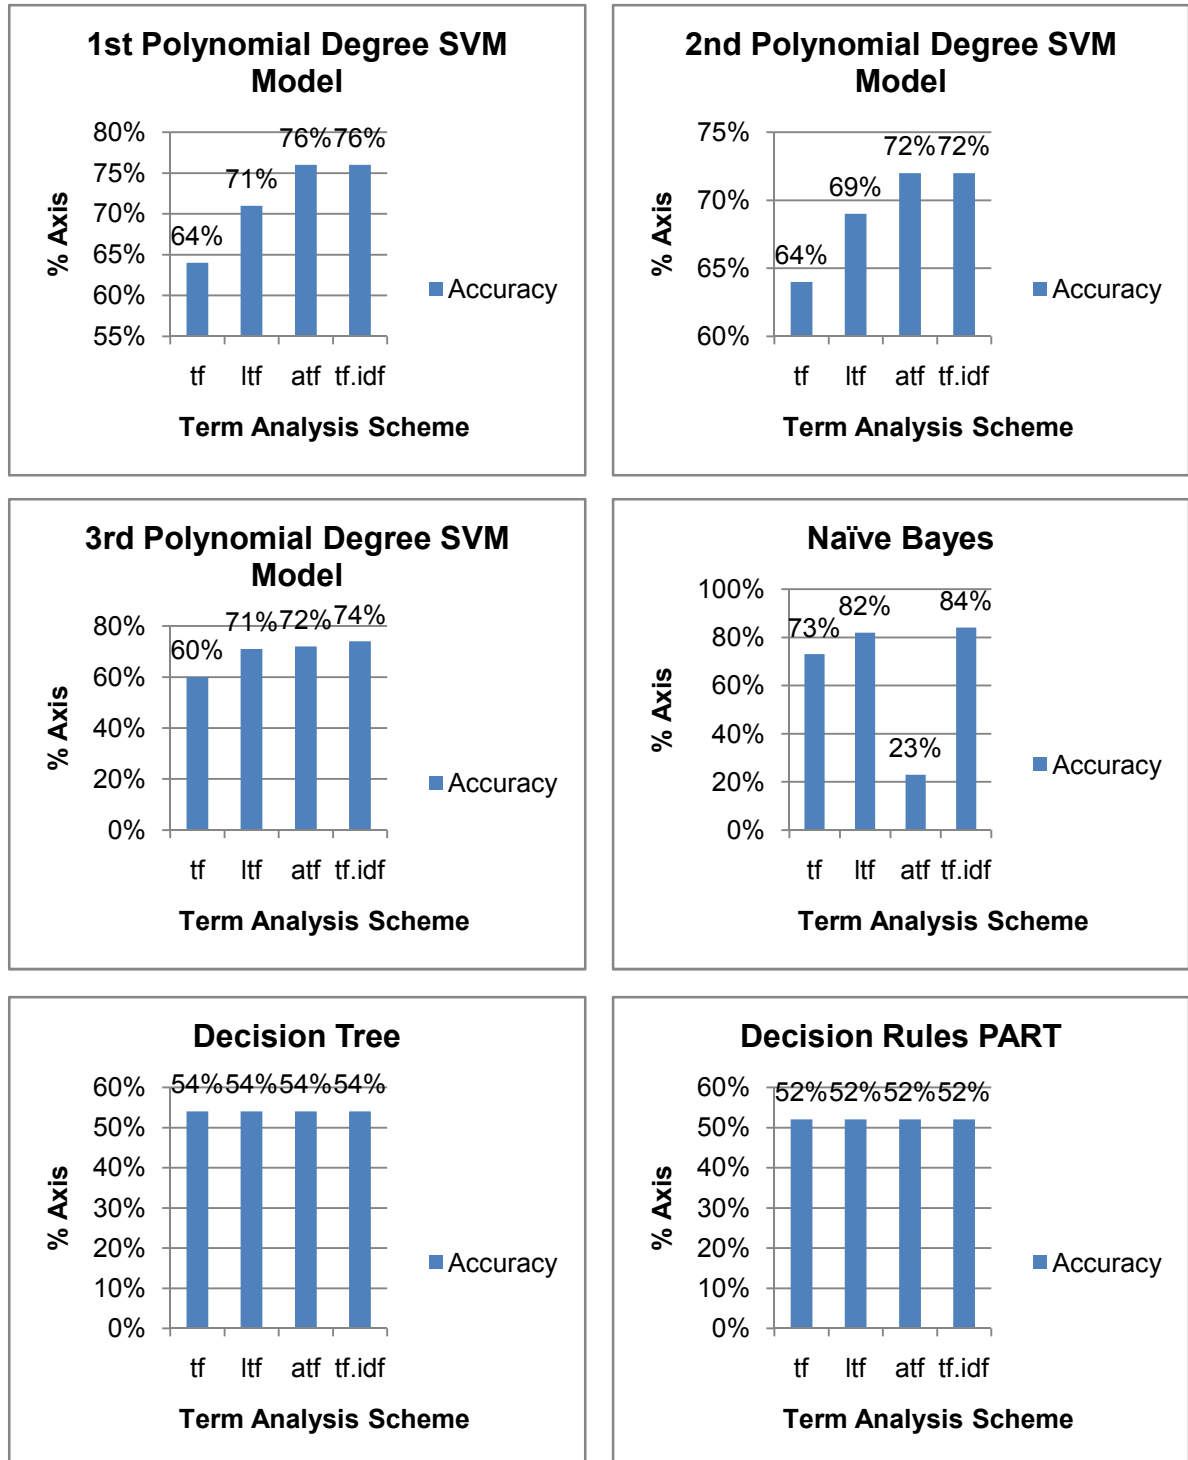 1st Polynomial Degree SVM
Model
80%
75%
70%
65%
60%
55%
% Axis
64%
71%
76%
76%
tf
ltf
atf
tf.idf
Term Analysis Scheme
Accuracy
2nd Polynomial Degree SVM
Model
75%
70%
65%
60%
% Axis
64%
69%
72%
72%
tf
ltf
atf
tf.idf
Term Analysis Scheme
Accuracy
3rd Polynomial Degree SVM
Model
80%
60%
40%
20%
0%
% Axis
60%
71%
72%
74%
tf
ltf
atf
tf.idf
Term Analysis Scheme
Accuracy
Naïve Bayes
100%
80%
60%
40%
20%
0%
% Axis
73%
82%
23%
84%
tf
ltf
atf
tf.idf
Term Analysis Scheme
Accuracy
Decision Tree
60%
50%
40%
30%
20%
10%
0%
% Axis
54%
54%
54%
54%
tf
ltf
atf
tf.idf
Term Analysis Scheme
Accuracy
Decision Rules PART
60%
50%
40%
30%
20%
10%
0%
% Axis
52%
52%
52%
52%
tf
ltf
atf
tf.idf
Term Analysis Scheme
Accuracy